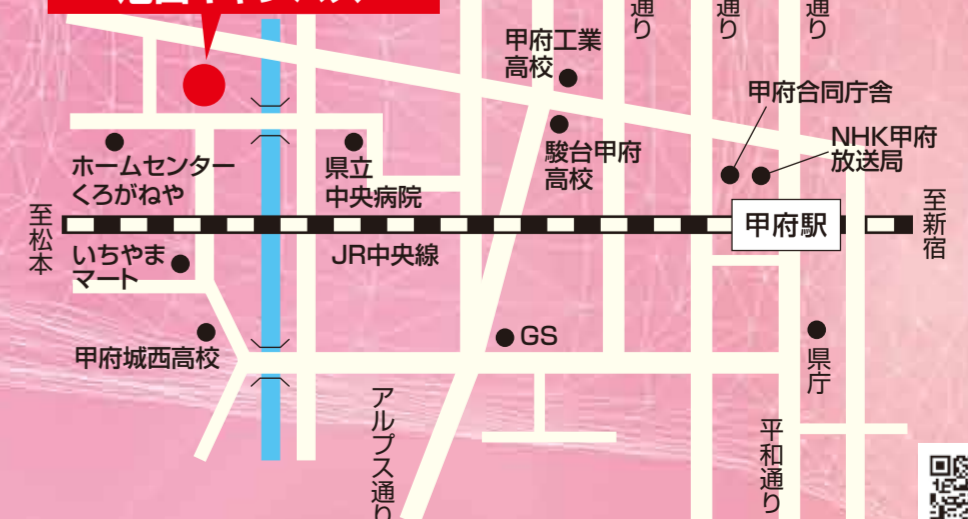 通り
通り
通り
甲府工業
高校
甲府合同庁舎
NHK甲府
放送局
駿台甲府
高校
ホームセンター
くろがねや
県立
中央病院
至松本
甲府駅
至新宿
いちやま
マート
JR中央線
GS
甲府城西高校
県庁
アルプス通り
平和通り